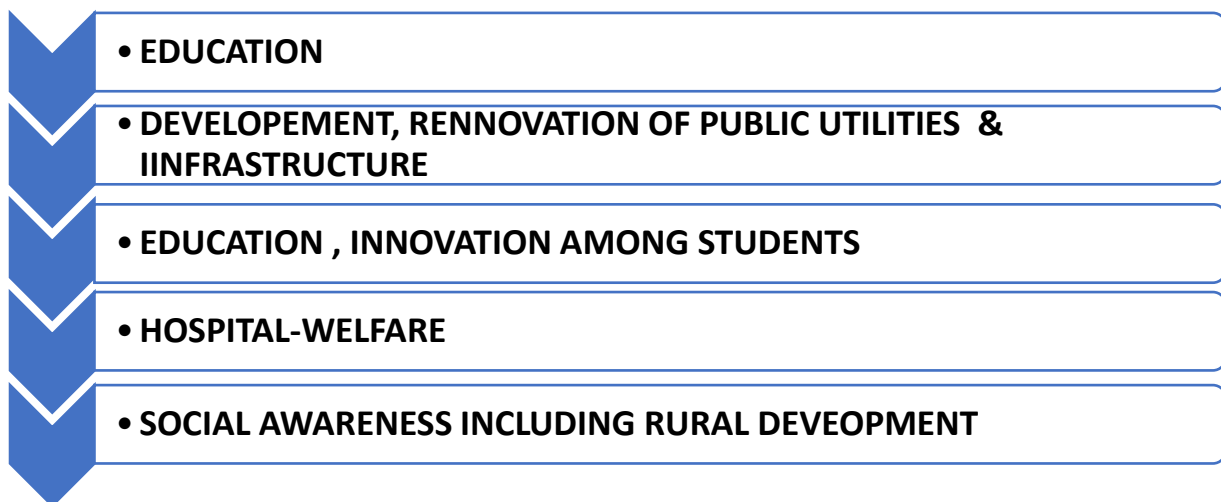 • EDUCATION
• DEVELOPEMENT, RENNOVATION OF PUBLIC UTILITIES  &
IINFRASTRUCTURE
• EDUCATION , INNOVATION AMONG STUDENTS
• HOSPITAL-WELFARE
• SOCIAL AWARENESS INCLUDING RURAL DEVEOPMENT